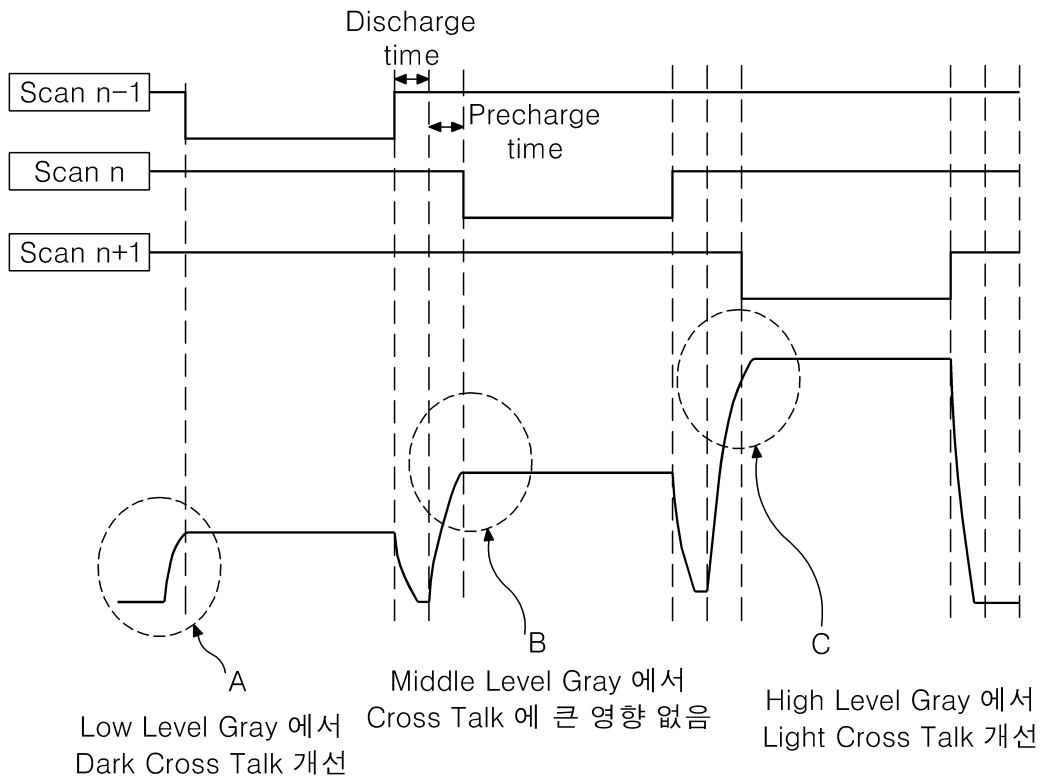 Discharge
time
Scan n-1
Precharge
time
Scan n
Scan n+1
A
B
C
Low Level Gray 에서
Dark Cross Talk 개선
Middle Level Gray 에서
Cross Talk 에 큰 영향 없음
High Level Gray 에서
Light Cross Talk 개선